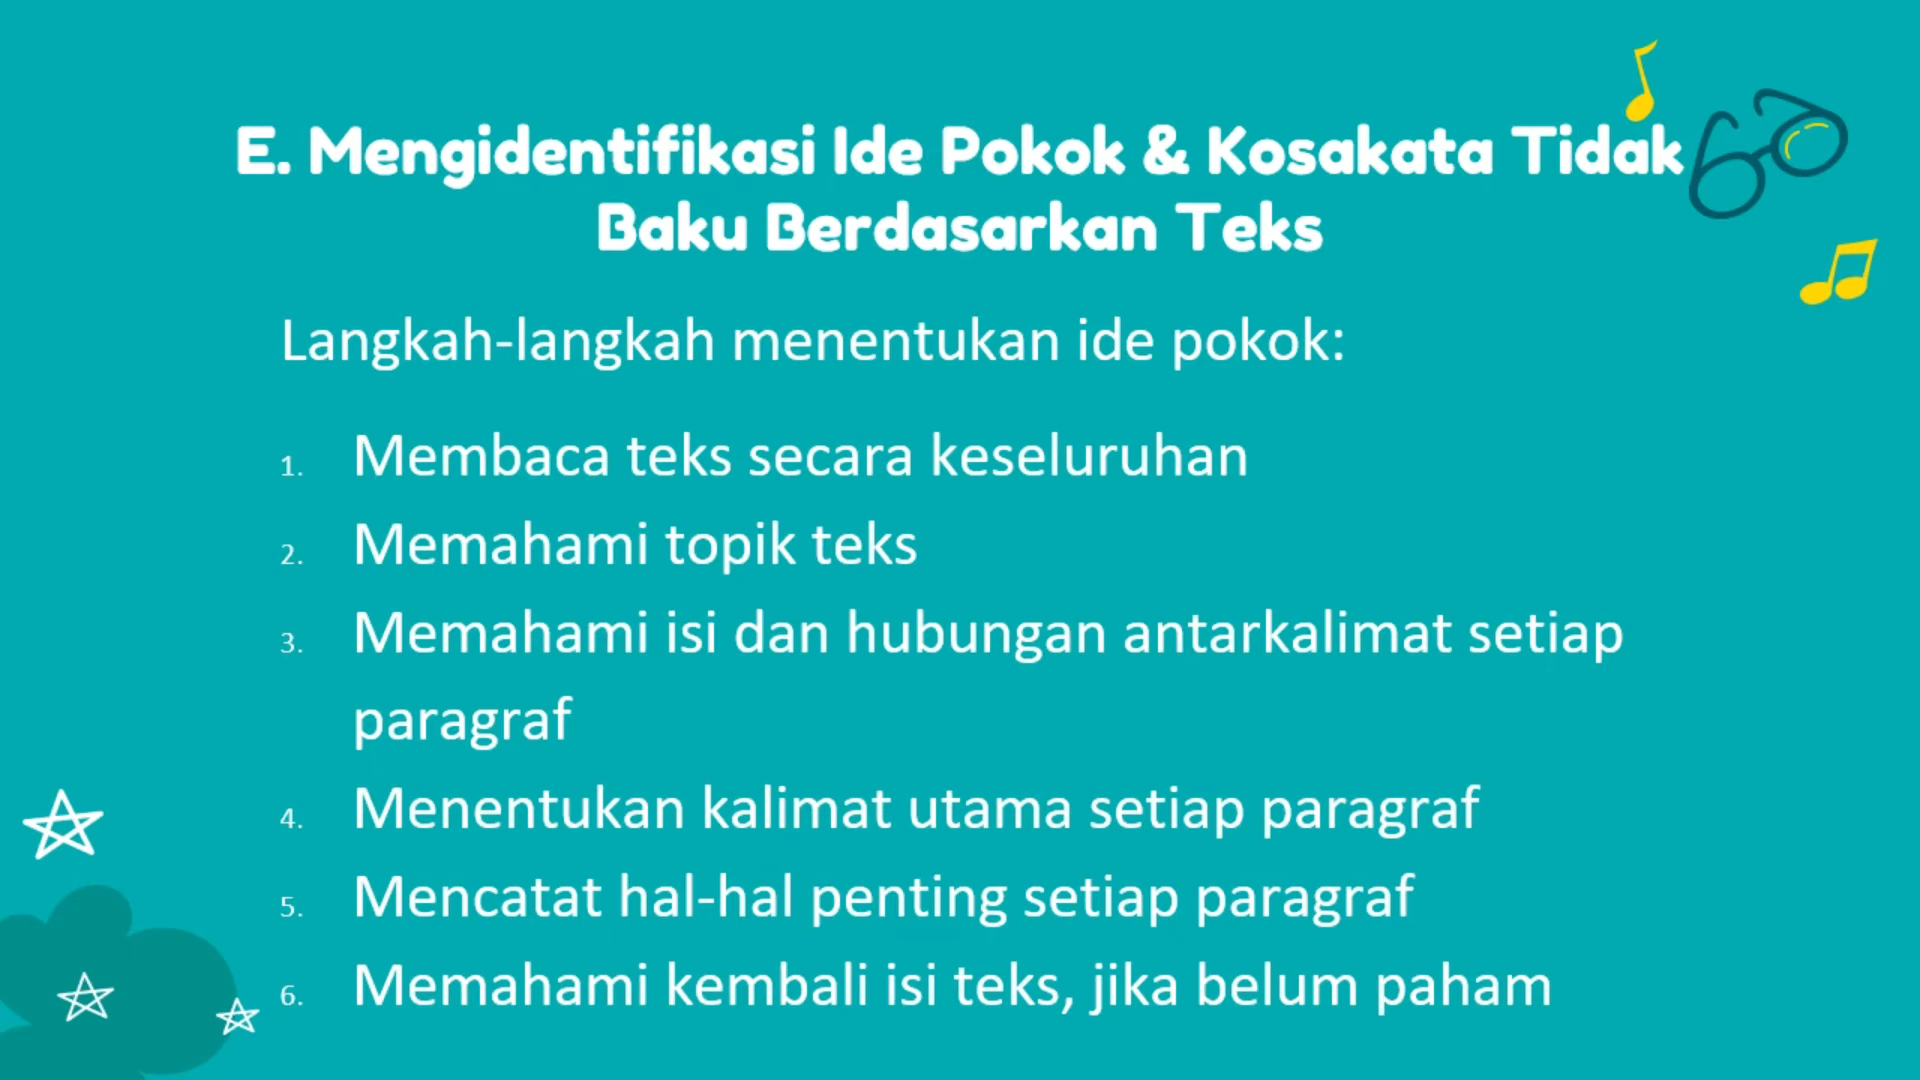 E. Mengidentifikasi Ide Pokok & Kosakata Tidak
Baku Berdasarkan Teks
Langkah-langkah menentukan ide pokok:
1. Membaca teks secara keseluruhan
2. Memahami topik teks
3. Memahami isi dan hubungan antarkalimat setiap
paragraf
4. Menentukan kalimat utama setiap paragraf
5. Mencatat hal-hal penting setiap paragraf
6. Memahami kembali isi teks, jika belum paham